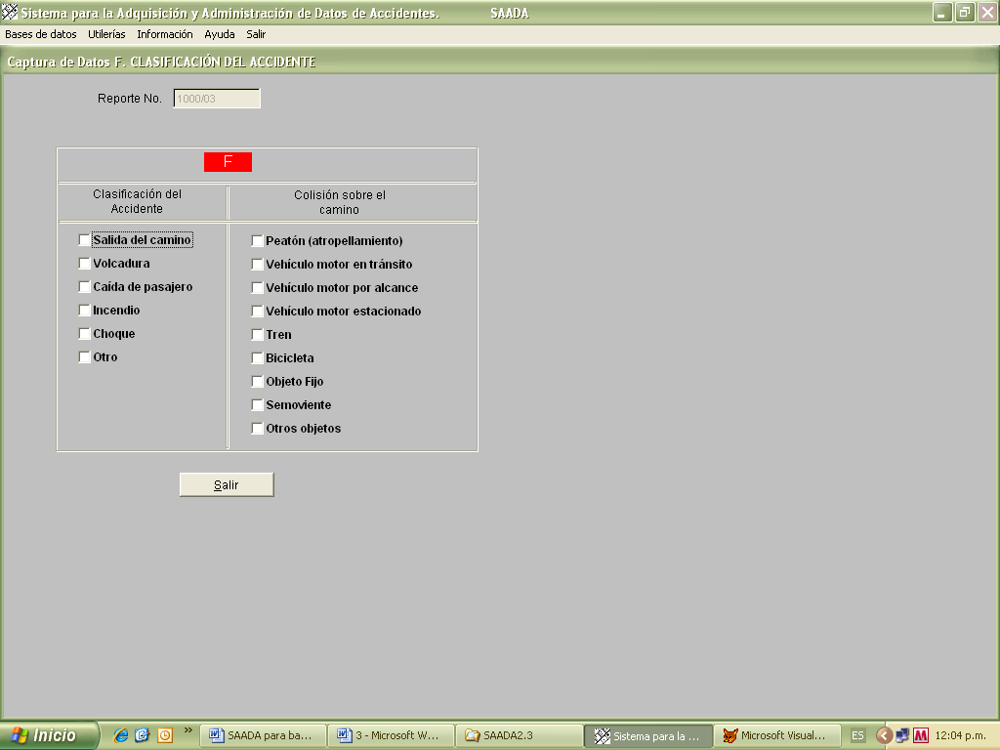 Sistema para la Adquisición y Administración de Datos de Accidentes. SAADA
Bases de datos Utilerías Información Ayuda Salir
Captura de Datos F. CLASIFICACIÓN DEL ACCIDENTE
Reporte No. 1000/03
F
Clasificación del
Accidente
Salida del camino
Volcadura
Caída de pasajero
Incendio
Choque
Otro
Colisión sobre el
camino
Peatón (atropellamiento)
Vehículo motor en tránsito
Vehículo motor por alcance
Vehículo motor estacionado
Tren
Bicicleta
Objeto Fijo
Semoviente
Otros objetos
Salir
Inicio » SAADA para ba... 3 - Microsoft W... SAADA2.3 Sistema para la ... Microsoft Visual... ES M 12:04 p.m.